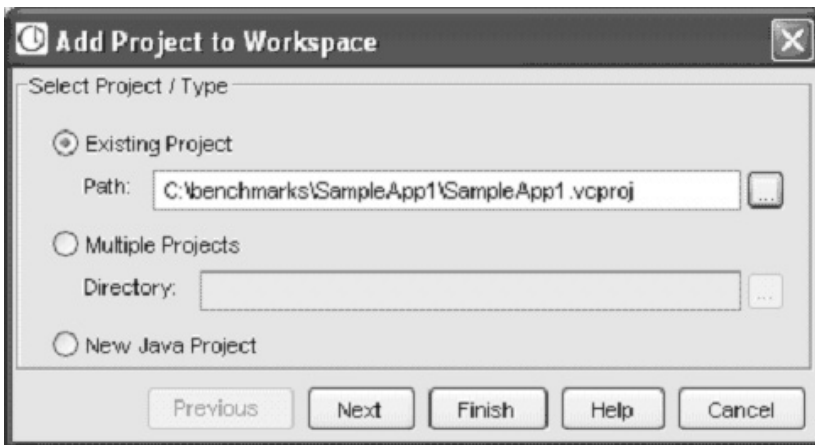 Add Project to Workspace
Select Project / Type
Existing Project
Path: C:\benchmarks\SampleApp1\SampleApp1.vcproj ...
Multiple Projects
Directory: ...
New Java Project
Previous Next Finish Help Cancel